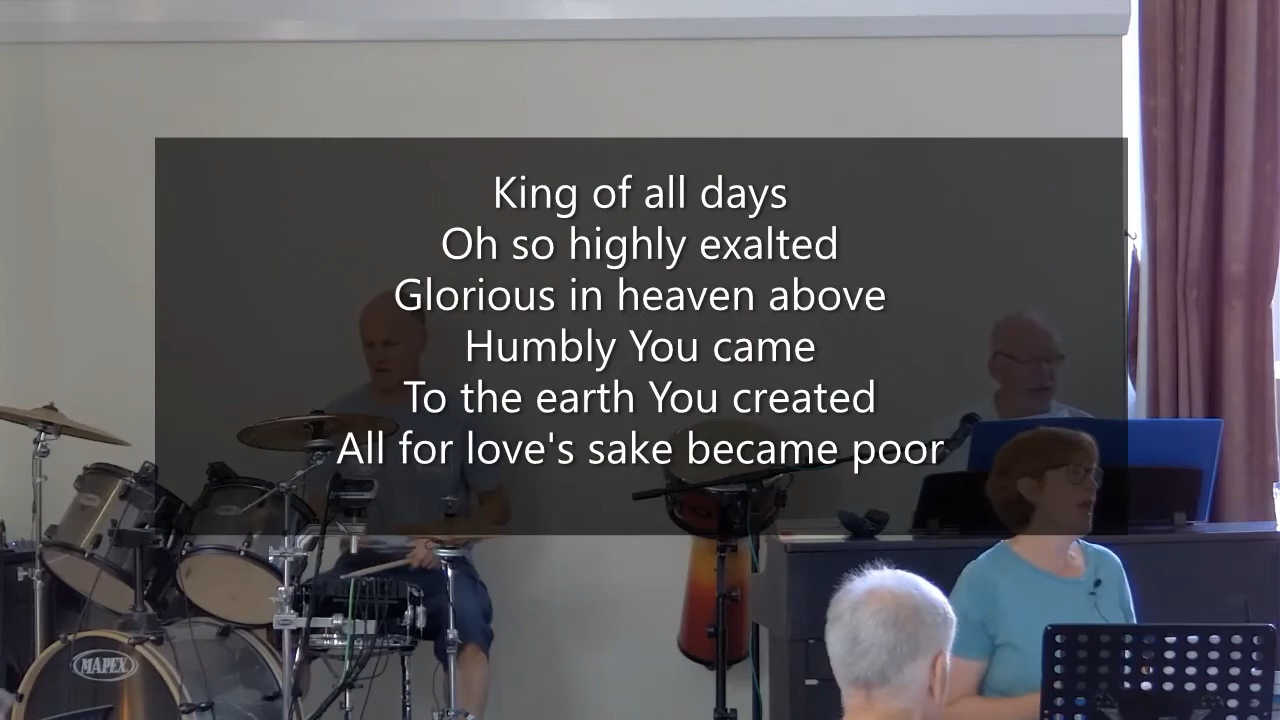 King of all days
Oh so highly exalted
Glorious in heaven above
Humbly You came
To the earth You created
All for love's sake became poor
MAPEX